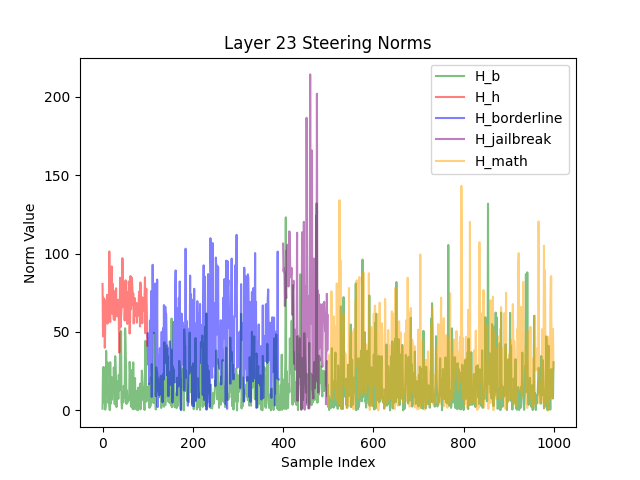 Layer 23 Steering Norms
H_b
H_h
H_borderline
H_jailbreak
H_math
Norm Value
200
150
100
50
0
0 200 400 600 800 1000
Sample Index